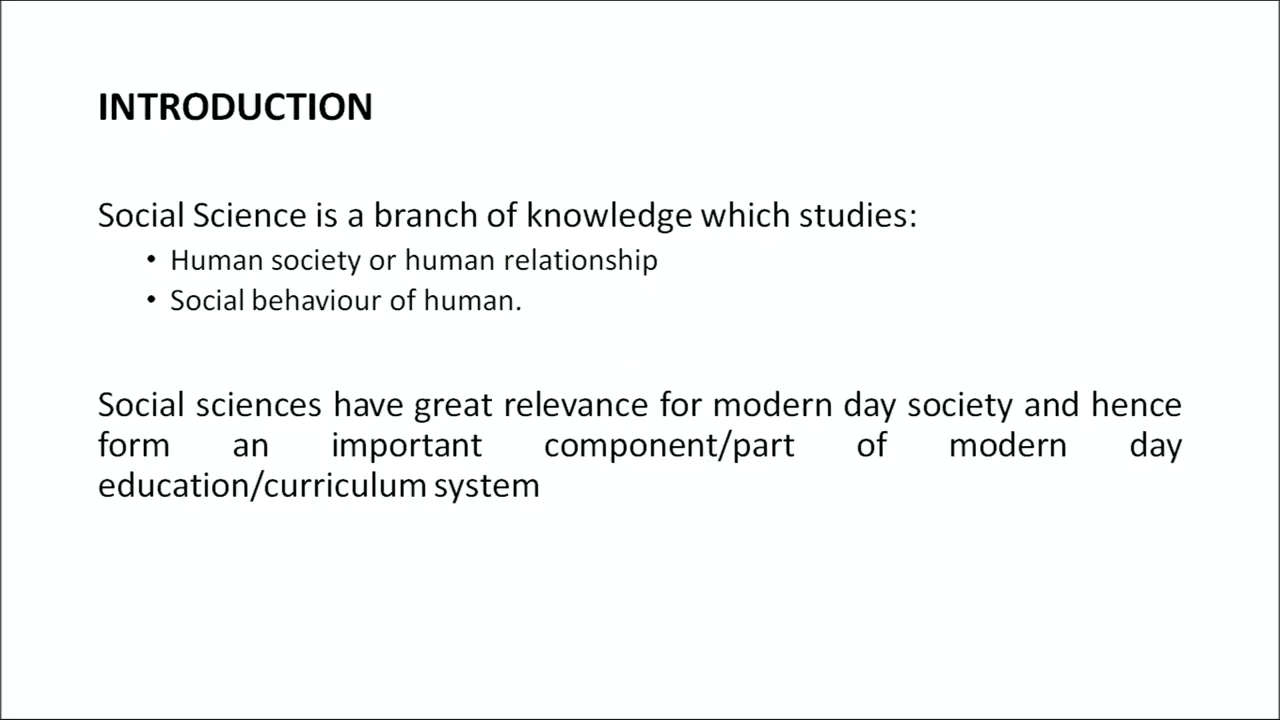 INTRODUCTION
Social Science is a branch of knowledge which studies:
• Human society or human relationship
• Social behaviour of human.
Social sciences have great relevance for modern day society and hence
form an important component/part of modern day
education/curriculum system